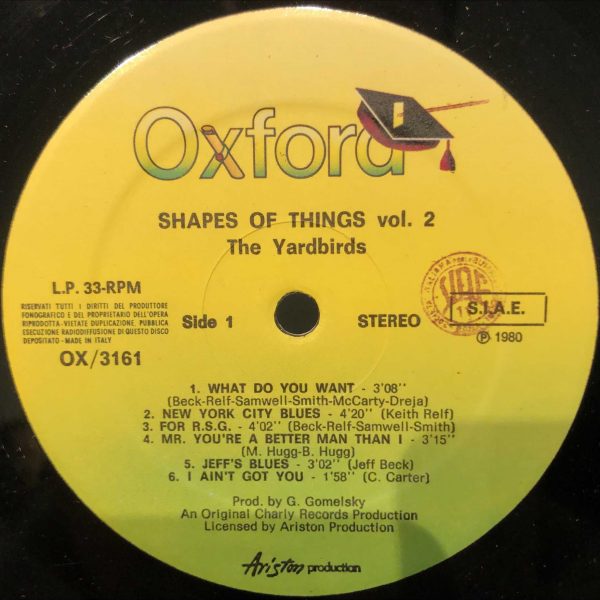 Oxford
SHAPES OF THINGS vol. 2
The Yardbirds
L.P. 33-RPM
RISERVATI TUTTI I DIRITTI DEL PRODUTTORE
FONOGRAFICO E DEL PROPRIETARIO DELL'OPERA
RIPRODOTTA-VIETATE DUPLICAZIONE, PUBBLICA
ESECUZIONE RADIODIFFUSIONE DI QUESTO DISCO
DEPOSITATO - MADE IN ITALY
OX/3161
Side 1
STEREO
S.I.A.E.
℗ 1980
1. WHAT DO YOU WANT - 3'08''
(Beck-Relf-Samwell-Smith-McCarty-Dreja)
2. NEW YORK CITY BLUES - 4'20'' (Keith Relf)
3. FOR R.S.G. - 4'02'' (Beck-Relf-Samwell-Smith)
4. MR. YOU'RE A BETTER MAN THAN I - 3'15''
(M. Hugg-B. Hugg)
5. JEFF'S BLUES - 3'02'' (Jeff Beck)
6. I AIN'T GOT YOU - 1'58'' (C. Carter)
Prod. by G. Gomelsky
An Original Charly Records Production
Licensed by Ariston Production
Ariston production